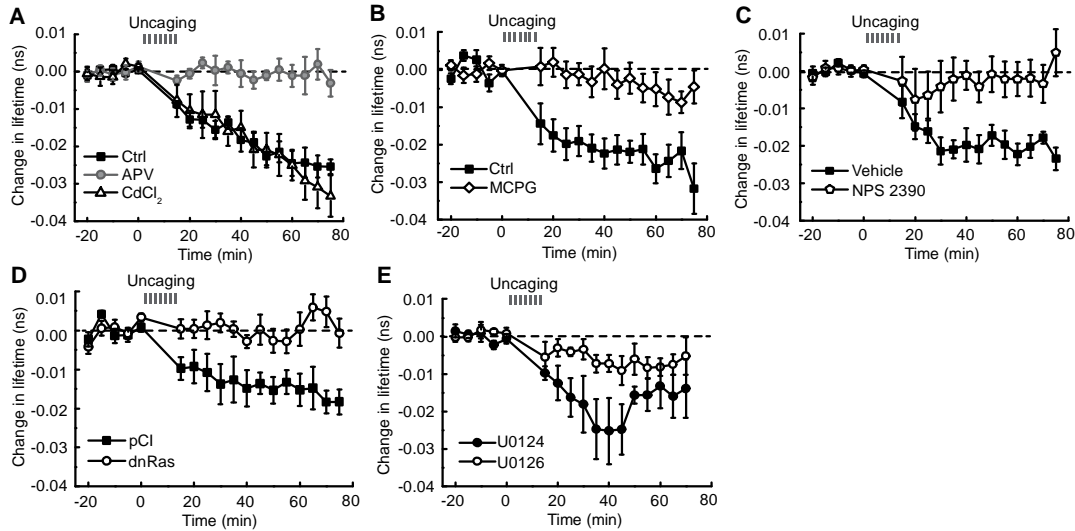 A
Uncaging
Change in lifetime (ns)
0.01
0.00
-0.01
-0.02
-0.03
-0.04
Ctrl
APV
CdCl₂
-20 0 20 40 60 80
Time (min)
B
Uncaging
Change in lifetime (ns)
0.01
0.00
-0.01
-0.02
-0.03
-0.04
Ctrl
MCPG
-20 0 20 40 60 80
Time (min)
C
Uncaging
Change in lifetime (ns)
0.01
0.00
-0.01
-0.02
-0.03
-0.04
Vehicle
NPS 2390
-20 0 20 40 60 80
Time (min)
D
Uncaging
Change in lifetime (ns)
0.01
0.00
-0.01
-0.02
-0.03
-0.04
pCI
dnRas
-20 0 20 40 60 80
Time (min)
E
Uncaging
Change in lifetime (ns)
0.01
0.00
-0.01
-0.02
-0.03
-0.04
U0124
U0126
-20 0 20 40 60 80
Time (min)